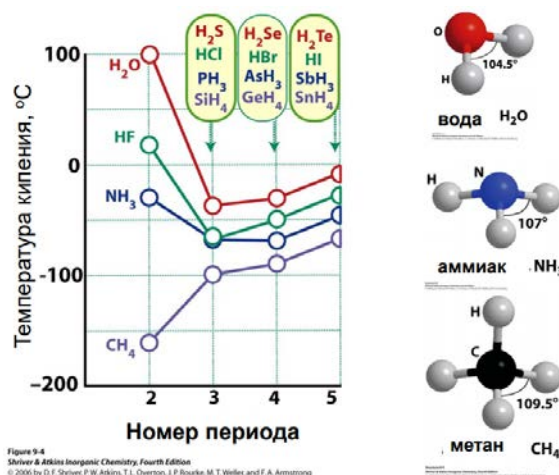 Температура кипения, °C
100
0
–100
–200
H₂O
HF
NH₃
CH₄
H₂S
HCl
PH₃
SiH₄
H₂Se
HBr
AsH₃
GeH₄
H₂Te
HI
SbH₃
SnH₄
2 3 4 5
Номер периода
Figure 9-4
Shriver & Atkins Inorganic Chemistry, Fourth Edition
© 2006 by D.F. Shriver, P.W. Atkins, T.L. Overton, J.P. Rourke, M.T. Weller, and F.A. Armstrong
O
104.5°
H
вода H₂O
H N
107°
аммиак NH₃
H
C
109.5°
метан CH₄